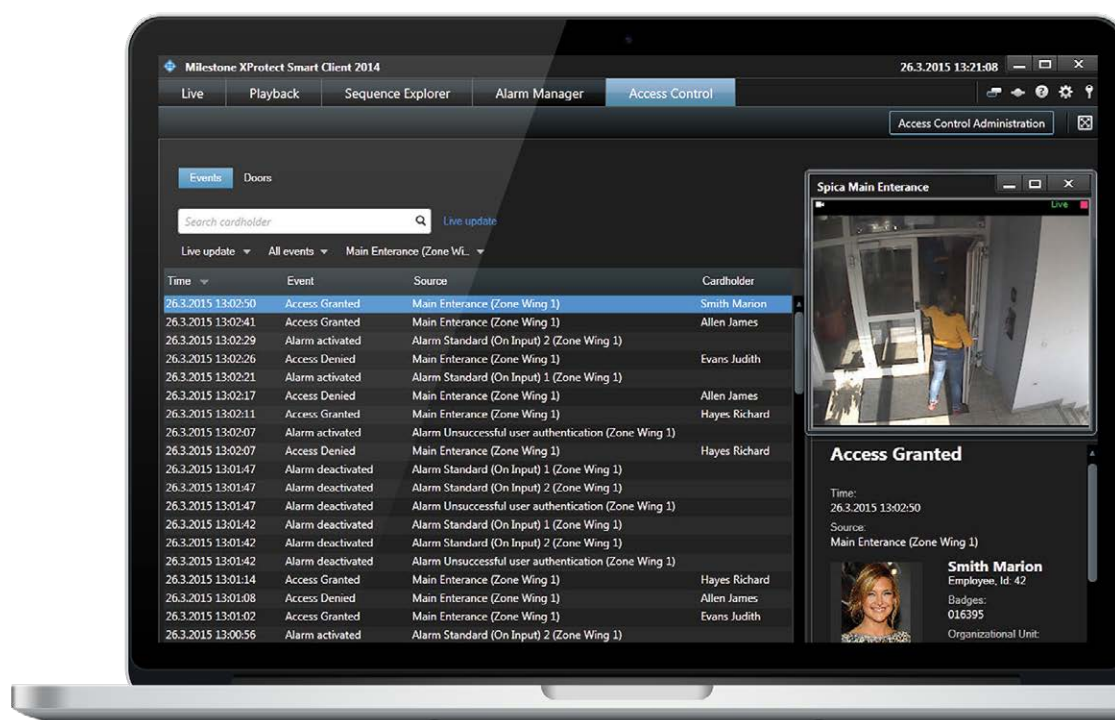 Milestone XProtect Smart Client 2014 26.3.2015 13:21:08
Live Playback Sequence Explorer Alarm Manager Access Control
Access Control Administration
Events Doors
Search cardholder Live update
Live update All events Main Enterance (Zone Wi...
Time Event Source Cardholder
26.3.2015 13:02:50 Access Granted Main Enterance (Zone Wing 1) Smith Marion
26.3.2015 13:02:41 Access Granted Main Enterance (Zone Wing 1) Allen James
26.3.2015 13:02:29 Alarm activated Alarm Standard (On Input) 2 (Zone Wing 1)
26.3.2015 13:02:26 Access Denied Main Enterance (Zone Wing 1) Evans Judith
26.3.2015 13:02:21 Alarm activated Alarm Standard (On Input) 1 (Zone Wing 1)
26.3.2015 13:02:17 Access Denied Main Enterance (Zone Wing 1) Allen James
26.3.2015 13:02:11 Access Granted Main Enterance (Zone Wing 1) Hayes Richard
26.3.2015 13:02:07 Alarm activated Alarm Unsuccessful user authentication (Zone Wing 1)
26.3.2015 13:02:07 Access Denied Main Enterance (Zone Wing 1) Hayes Richard
26.3.2015 13:01:47 Alarm deactivated Alarm Standard (On Input) 1 (Zone Wing 1)
26.3.2015 13:01:47 Alarm deactivated Alarm Standard (On Input) 2 (Zone Wing 1)
26.3.2015 13:01:47 Alarm deactivated Alarm Unsuccessful user authentication (Zone Wing 1)
26.3.2015 13:01:42 Alarm deactivated Alarm Standard (On Input) 1 (Zone Wing 1)
26.3.2015 13:01:42 Alarm deactivated Alarm Standard (On Input) 2 (Zone Wing 1)
26.3.2015 13:01:42 Alarm deactivated Alarm Unsuccessful user authentication (Zone Wing 1)
26.3.2015 13:01:14 Access Granted Main Enterance (Zone Wing 1) Hayes Richard
26.3.2015 13:01:08 Access Denied Main Enterance (Zone Wing 1) Allen James
26.3.2015 13:01:02 Access Granted Main Enterance (Zone Wing 1) Evans Judith
26.3.2015 13:00:56 Alarm activated Alarm Standard (On Input) 2 (Zone Wing 1)
Spica Main Enterance
Live
Access Granted
Time:
26.3.2015 13:02:50
Source:
Main Enterance (Zone Wing 1)
Smith Marion
Employee, Id: 42
Badges:
016395
Organizational Unit: